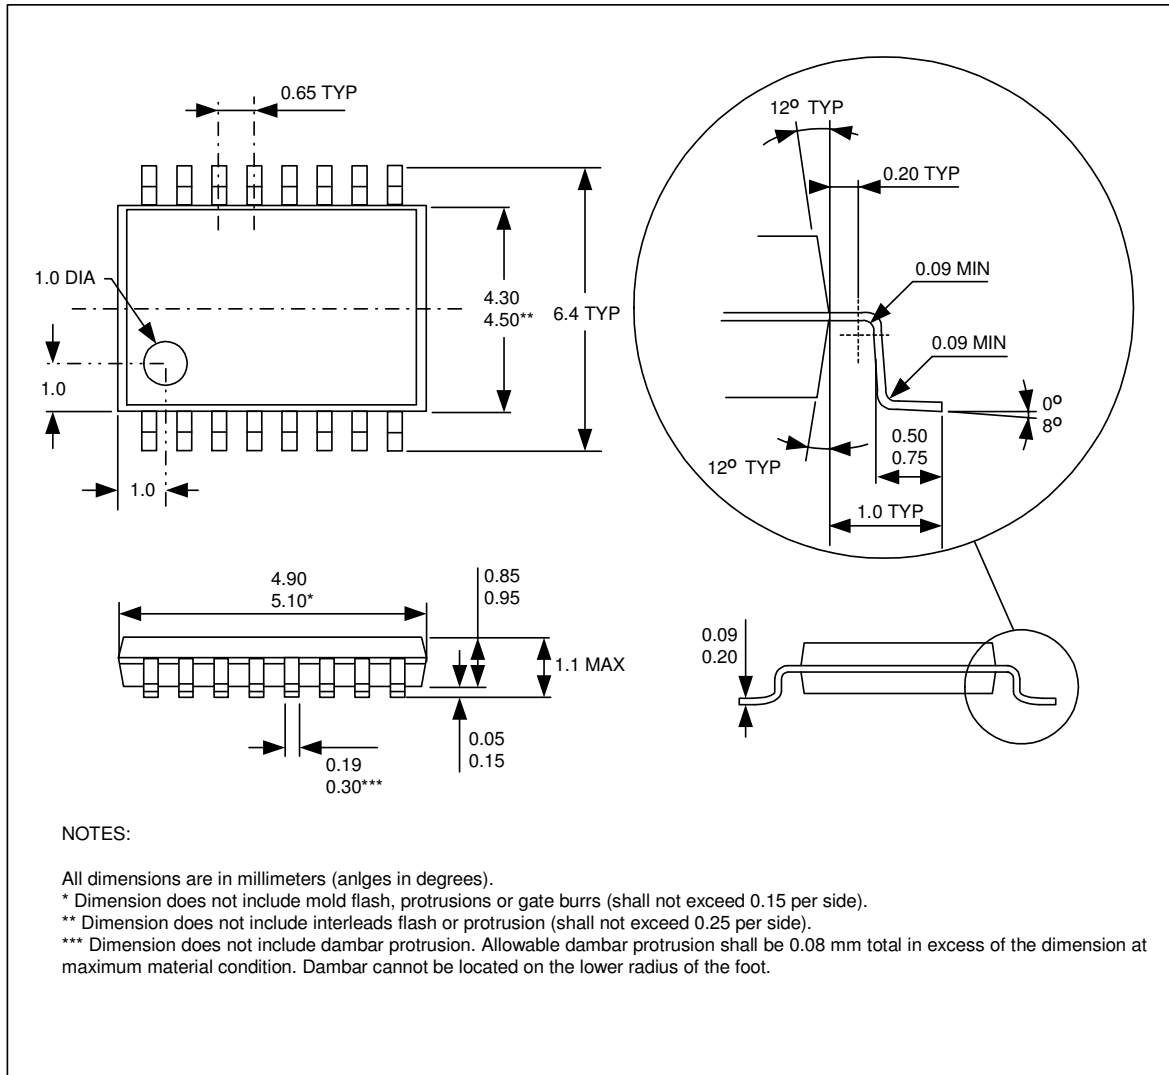 0.65 TYP
1.0 DIA
4.30
4.50**
6.4 TYP
1.0
1.0
12º TYP
0.20 TYP
0.09 MIN
0.09 MIN
0º
8º
0.50
0.75
12º TYP
1.0 TYP
4.90
5.10*
0.85
0.95
1.1 MAX
0.05
0.15
0.19
0.30***
0.09
0.20
NOTES:
All dimensions are in millimeters (anlges in degrees).
* Dimension does not include mold flash, protrusions or gate burrs (shall not exceed 0.15 per side).
** Dimension does not include interleads flash or protrusion (shall not exceed 0.25 per side).
*** Dimension does not include dambar protrusion. Allowable dambar protrusion shall be 0.08 mm total in excess of the dimension at
maximum material condition. Dambar cannot be located on the lower radius of the foot.